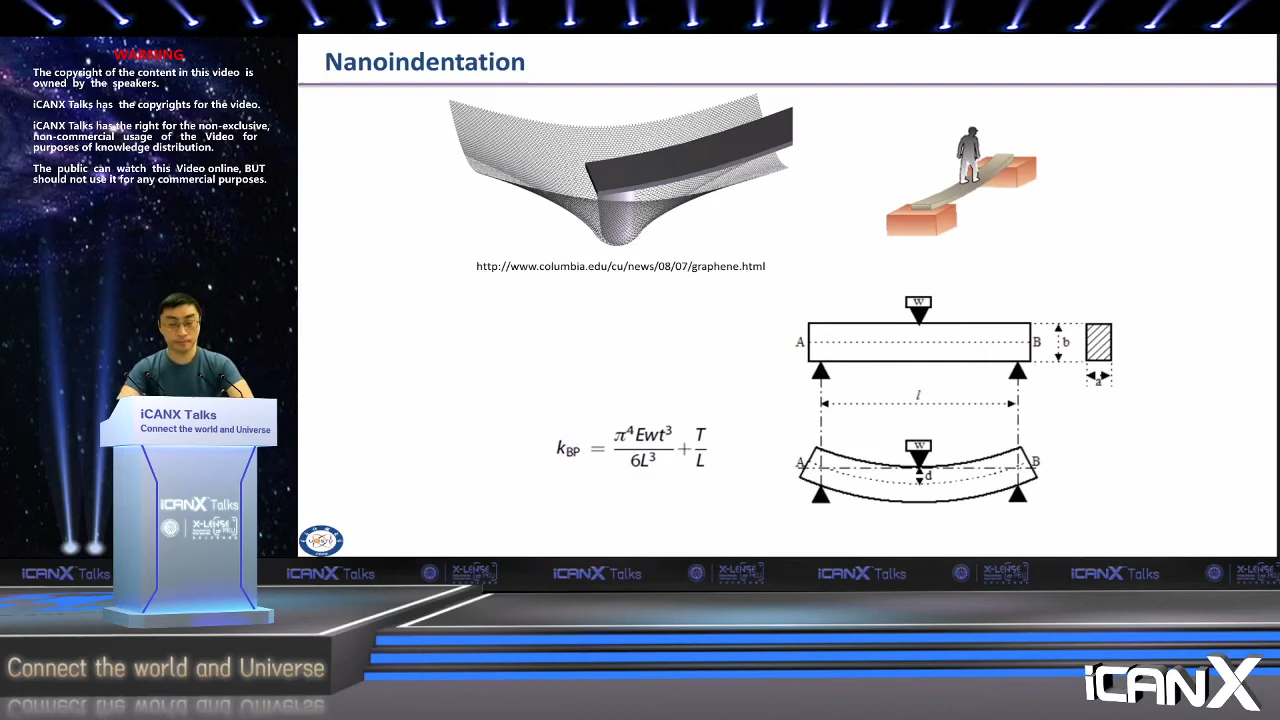 WARNING
The copyright of the content in this video is
owned by the speakers.
iCANX Talks has the copyrights for the video.
iCANX Talks has the right for the non-exclusive,
non-commercial usage of the Video for
purposes of knowledge distribution.
The public can watch this Video online, BUT
should not use it for any commercial purposes.
Nanoindentation
http://www.columbia.edu/cu/news/08/07/graphene.html
w
A
B
b
a
l
k_BP = π⁴Ewt³/6L³ + T/L
w
A
B
d
iCANX Talks
Connect the world and Universe
iCANX Talks
X-LENSE
iCANX Talks
iCANX Talks
iCANX Talks
iCANX Talks
iCANX Talks
Connect the world and Universe
iCANX